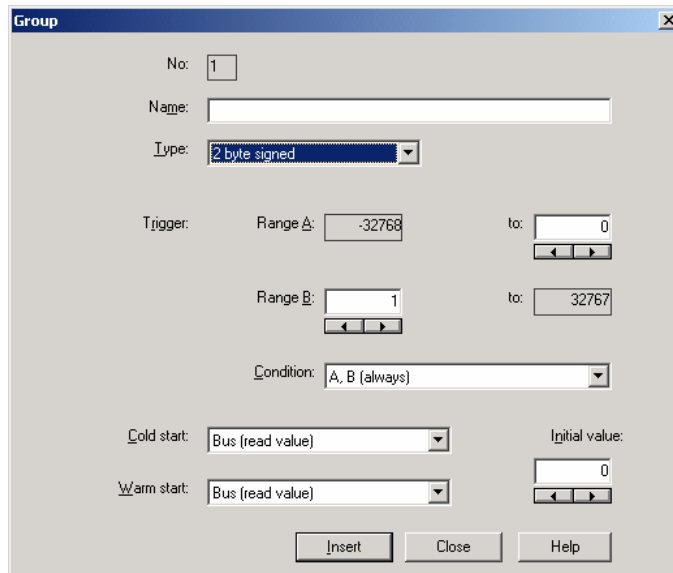 Group
No: 1
Name:
Type: 2 byte signed
Trigger: Range A: -32768 to: 0
Range B: 1 to: 32767
Condition: A, B (always)
Cold start: Bus (read value) Initial value:
0
Warm start: Bus (read value)
Insert Close Help